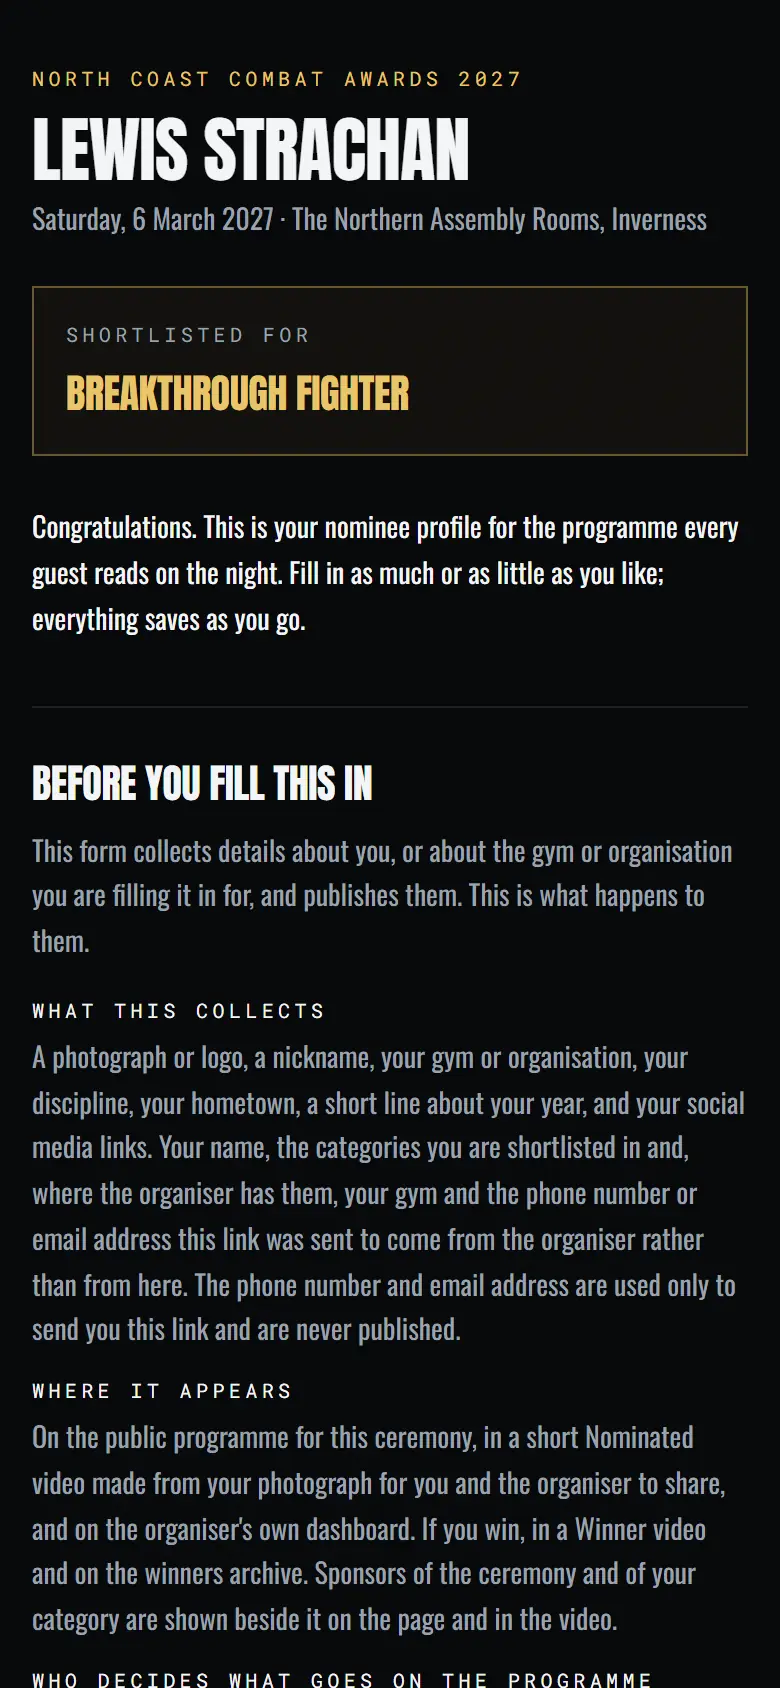 NORTH COAST COMBAT AWARDS 2027
LEWIS STRACHAN
Saturday, 6 March 2027 · The Northern Assembly Rooms, Inverness
SHORTLISTED FOR
BREAKTHROUGH FIGHTER
Congratulations. This is your nominee profile for the programme every
guest reads on the night. Fill in as much or as little as you like;
everything saves as you go.
BEFORE YOU FILL THIS IN
This form collects details about you, or about the gym or organisation
you are filling it in for, and publishes them. This is what happens to
them.
WHAT THIS COLLECTS
A photograph or logo, a nickname, your gym or organisation, your
discipline, your hometown, a short line about your year, and your social
media links. Your name, the categories you are shortlisted in and,
where the organiser has them, your gym and the phone number or
email address this link was sent to come from the organiser rather
than from here. The phone number and email address are used only to
send you this link and are never published.
WHERE IT APPEARS
On the public programme for this ceremony, in a short Nominated
video made from your photograph for you and the organiser to share,
and on the organiser's own dashboard. If you win, in a Winner video
and on the winners archive. Sponsors of the ceremony and of your
category are shown beside it on the page and in the video.
WHO DECIDES WHAT GOES ON THE PROGRAMME